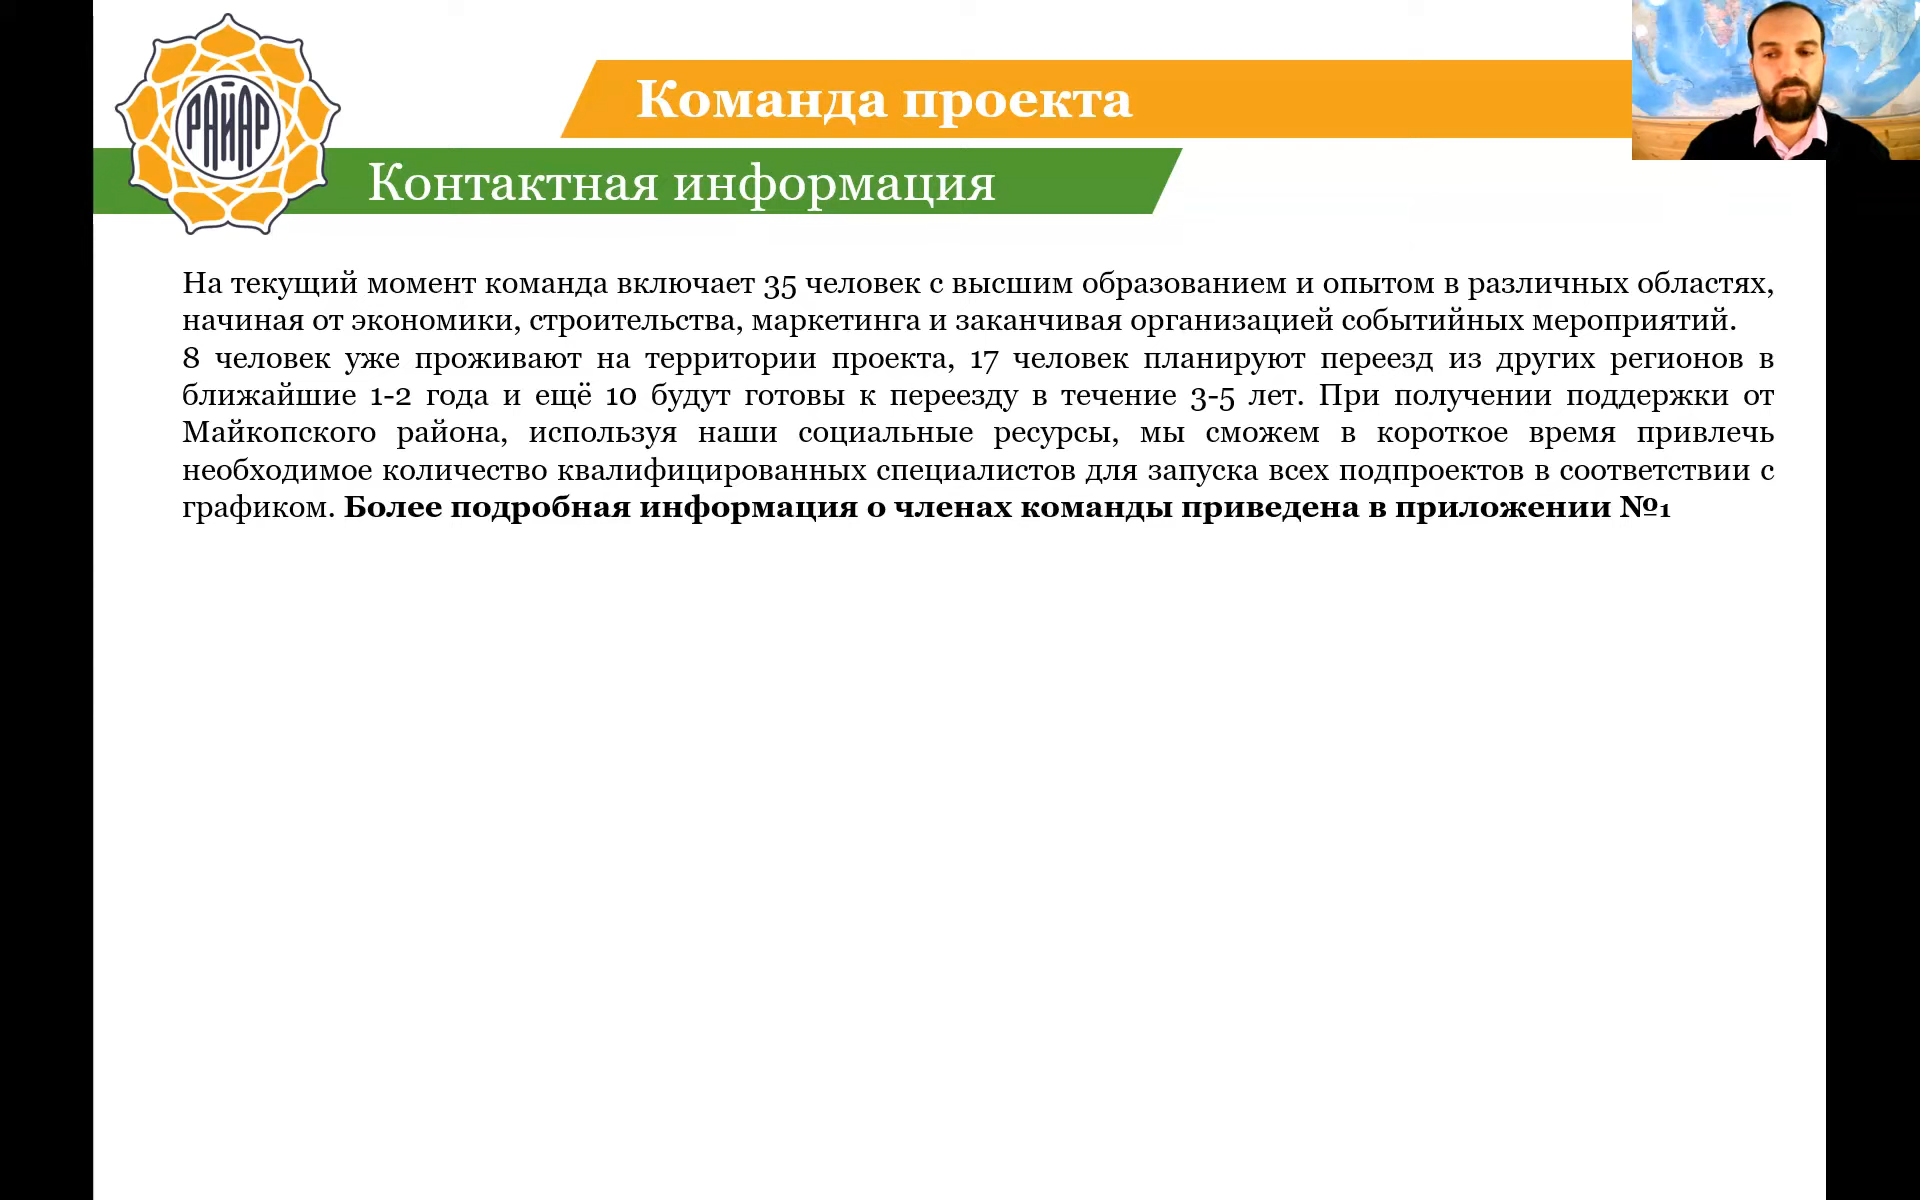 РАЙАР
Команда проекта
Контактная информация
На текущий момент команда включает 35 человек с высшим образованием и опытом в различных областях,
начиная от экономики, строительства, маркетинга и заканчивая организацией событийных мероприятий.
8 человек уже проживают на территории проекта, 17 человек планируют переезд из других регионов в
ближайшие 1-2 года и ещё 10 будут готовы к переезду в течение 3-5 лет. При получении поддержки от
Майкопского района, используя наши социальные ресурсы, мы сможем в короткое время привлечь
необходимое количество квалифицированных специалистов для запуска всех подпроектов в соответствии с
графиком. Более подробная информация о членах команды приведена в приложении №1